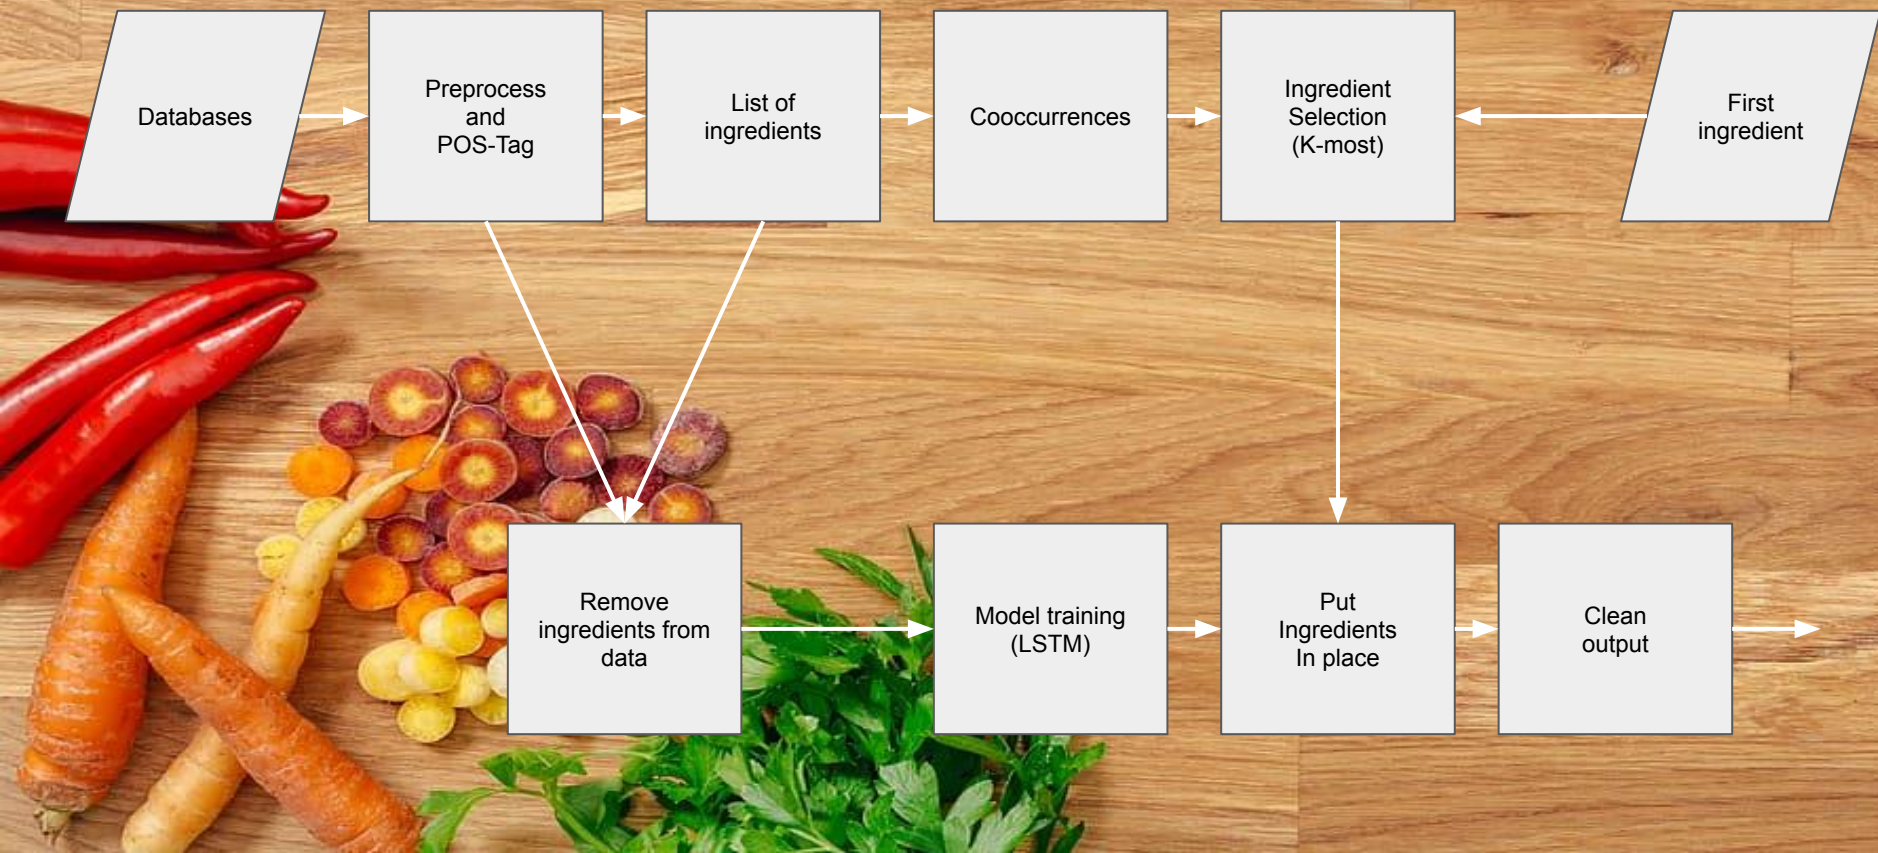 Databases
Preprocess
and
POS-Tag
List of
ingredients
Cooccurrences
Ingredient
Selection
(K-most)
First
ingredient
Remove
ingredients from
data
Model training
(LSTM)
Put
Ingredients
In place
Clean
output